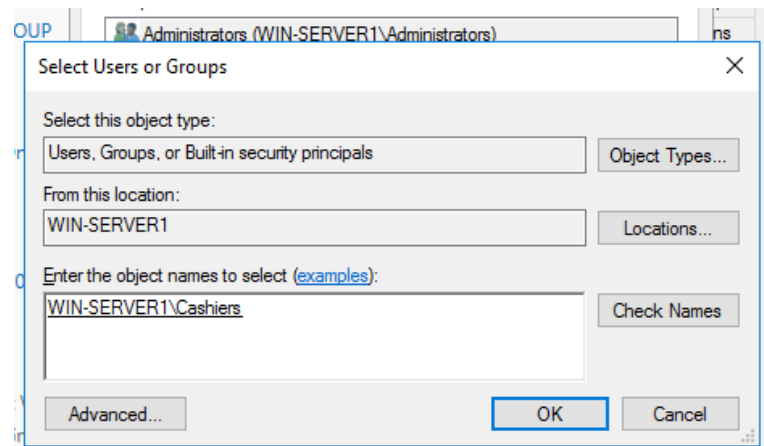 OUP
Administrators (WIN-SERVER1\Administrators)
ns
Select Users or Groups
Select this object type:
Users, Groups, or Built-in security principals
Object Types...
From this location:
WIN-SERVER1
Locations...
Enter the object names to select (examples):
WIN-SERVER1\Cashiers
Check Names
Advanced...
OK
Cancel